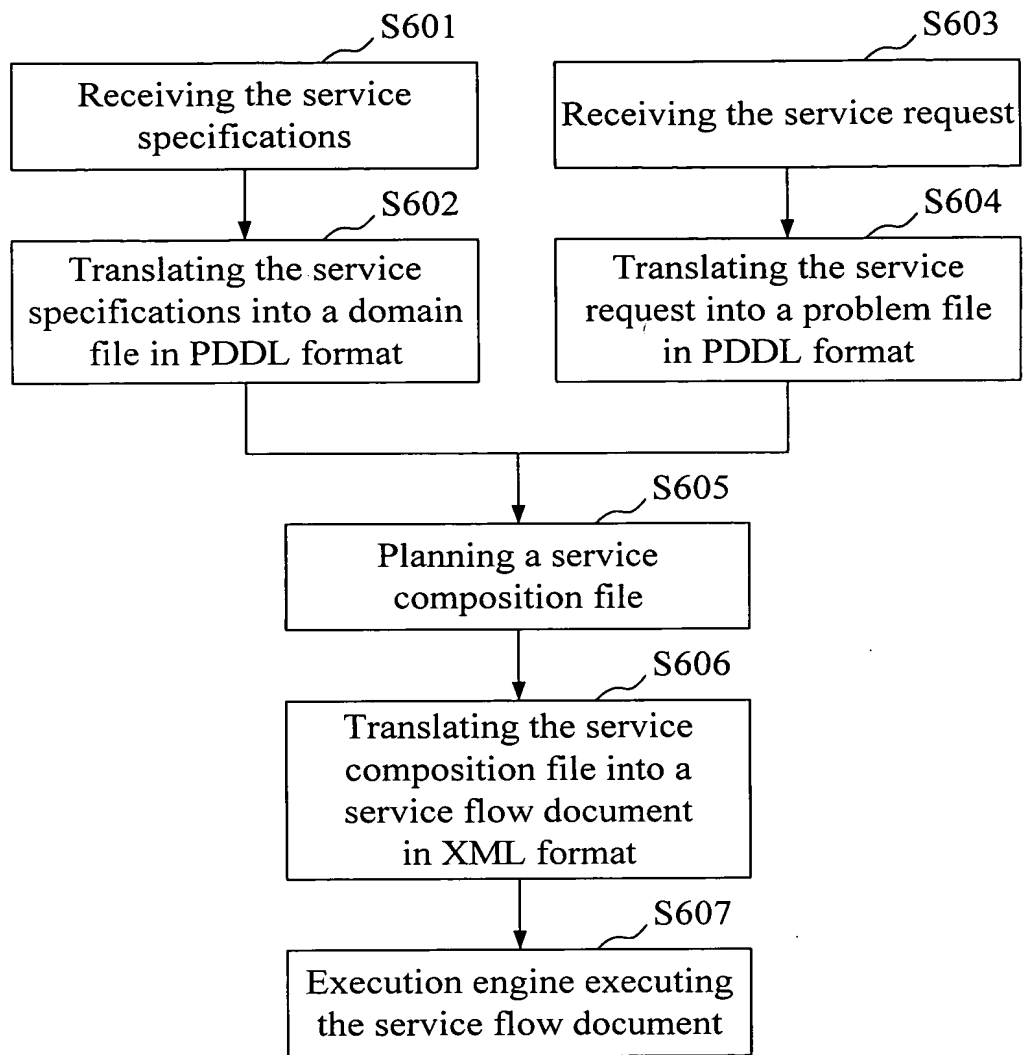 S601
Receiving the service
specifications
S602
Translating the service
specifications into a domain
file in PDDL format
S603
Receiving the service request
S604
Translating the service
request into a problem file
in PDDL format
S605
Planning a service
composition file
S606
Translating the service
composition file into a
service flow document
in XML format
S607
Execution engine executing
the service flow document